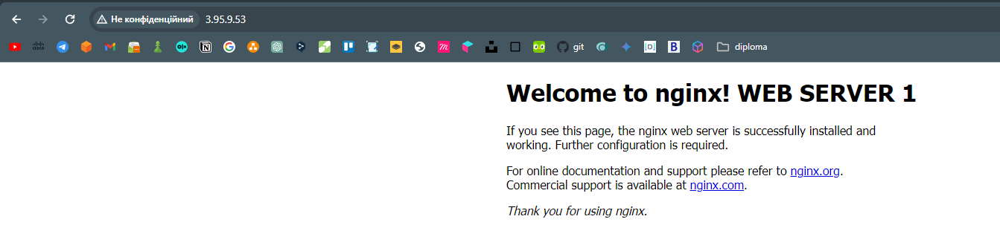 Не конфіденційний 3.95.9.53
git diploma
Welcome to nginx! WEB SERVER 1
If you see this page, the nginx web server is successfully installed and
working. Further configuration is required.
For online documentation and support please refer to nginx.org.
Commercial support is available at nginx.com.
Thank you for using nginx.